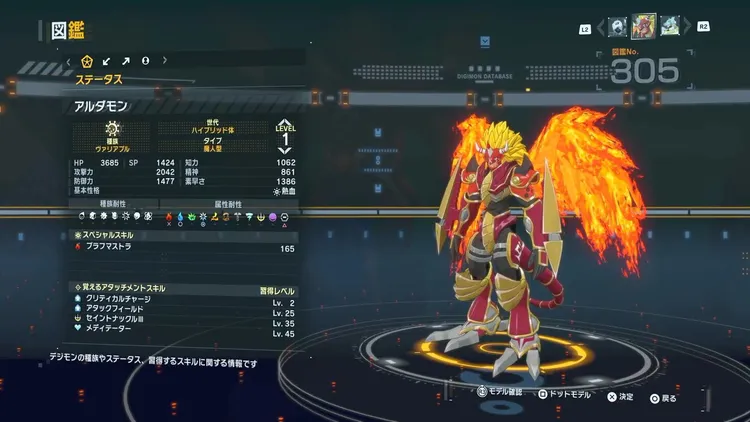 図鑑
L2
R2
図鑑No.
305
DIGIMON DATABASE
ステータス
アルダモン
種族
ヴァリアブル
世代
ハイブリッド体
タイプ
魔人型
LEVEL
1
HP 3685 SP 1424 知力 1062
攻撃力 2042 精神 861
防御力 1477 素早さ 1386
基本性格 熱血
種族耐性 属性耐性
スペシャルスキル
ブラフマストラ 165
覚えるアタッチメントスキル 習得レベル
クリティカルチャージ Lv. 2
アタックフィールド Lv. 25
セイントナックルIII Lv. 35
メディテーター Lv. 45
デジモンの種族やステータス、習得するスキルに関する情報です
R3 モデル確認 ドットモデル 決定 戻る